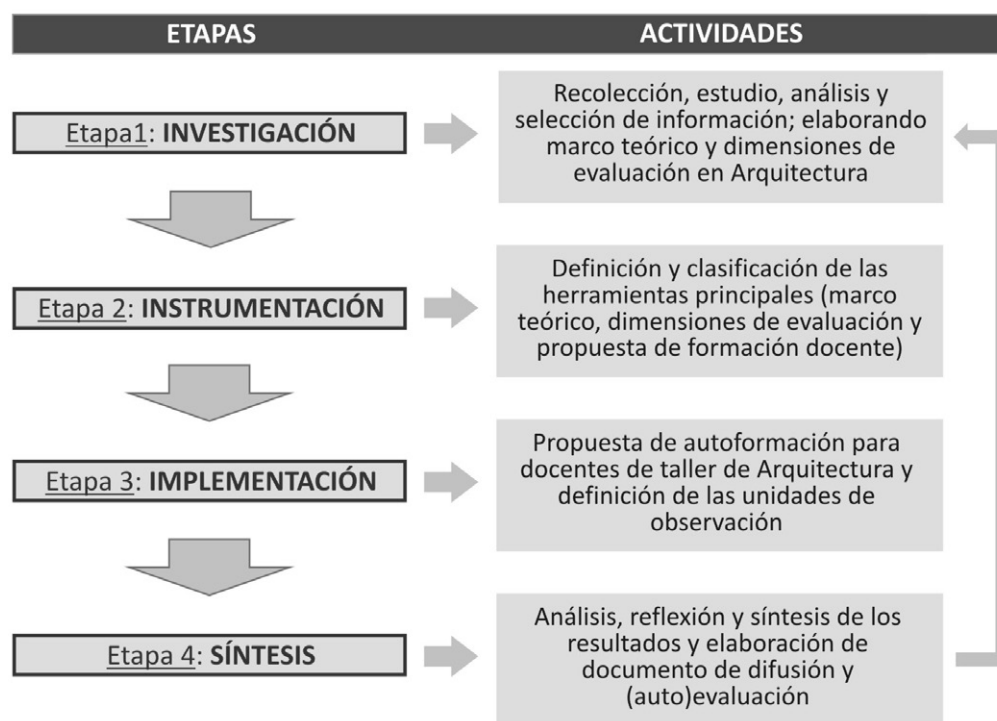 ETAPAS ACTIVIDADES
Etapa1: INVESTIGACIÓN
Recolección, estudio, análisis y
selección de información; elaborando
marco teórico y dimensiones de
evaluación en Arquitectura
Etapa 2: INSTRUMENTACIÓN
Definición y clasificación de las
herramientas principales (marco
teórico, dimensiones de evaluación y
propuesta de formación docente)
Etapa 3: IMPLEMENTACIÓN
Propuesta de autoformación para
docentes de taller de Arquitectura y
definición de las unidades de
observación
Etapa 4: SÍNTESIS
Análisis, reflexión y síntesis de los
resultados y elaboración de
documento de difusión y
(auto)evaluación